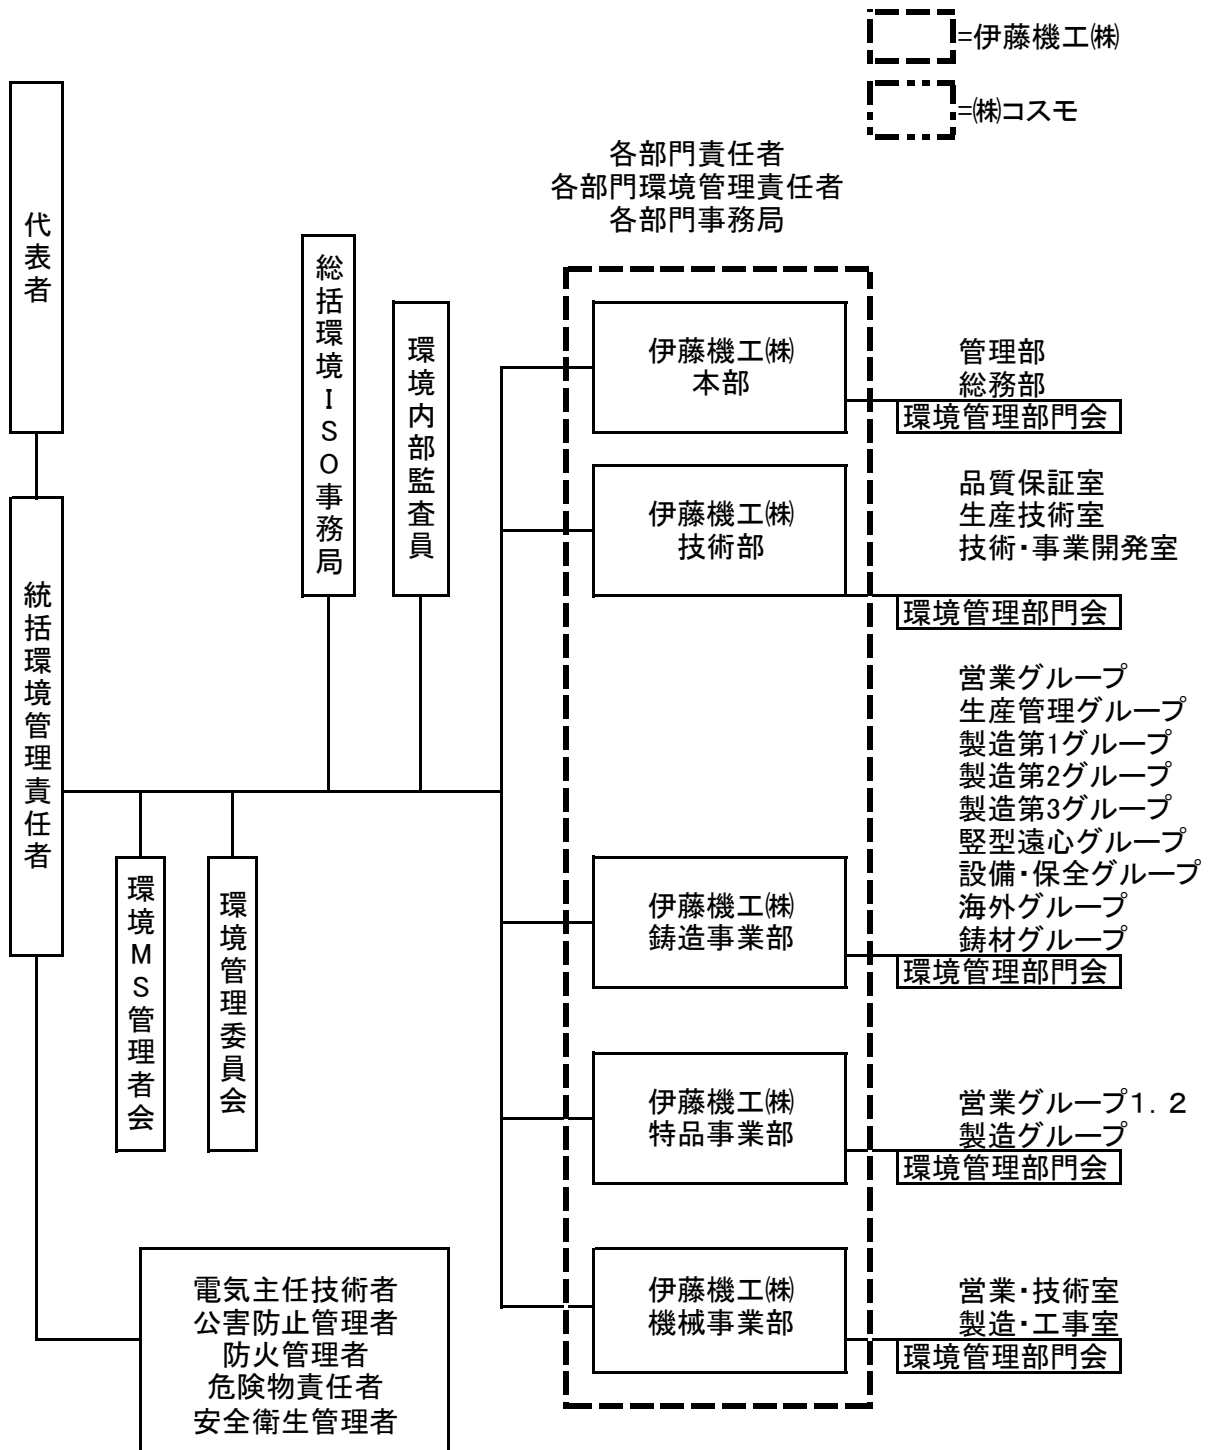 =伊藤機工㈱
=㈱コスモ
各部門責任者
各部門環境管理責任者
各部門事務局
代表者
統括環境管理責任者
総括環境ISO事務局
環境内部監査員
環境MS管理者会
環境管理委員会
電気主任技術者
公害防止管理者
防火管理者
危険物責任者
安全衛生管理者
伊藤機工㈱
本部
管理部
総務部
環境管理部門会
伊藤機工㈱
技術部
品質保証室
生産技術室
技術・事業開発室
環境管理部門会
伊藤機工㈱
鋳造事業部
営業グループ
生産管理グループ
製造第1グループ
製造第2グループ
製造第3グループ
竪型遠心グループ
設備・保全グループ
海外グループ
鋳材グループ
環境管理部門会
伊藤機工㈱
特品事業部
営業グループ1．2
製造グループ
環境管理部門会
伊藤機工㈱
機械事業部
営業・技術室
製造・工事室
環境管理部門会